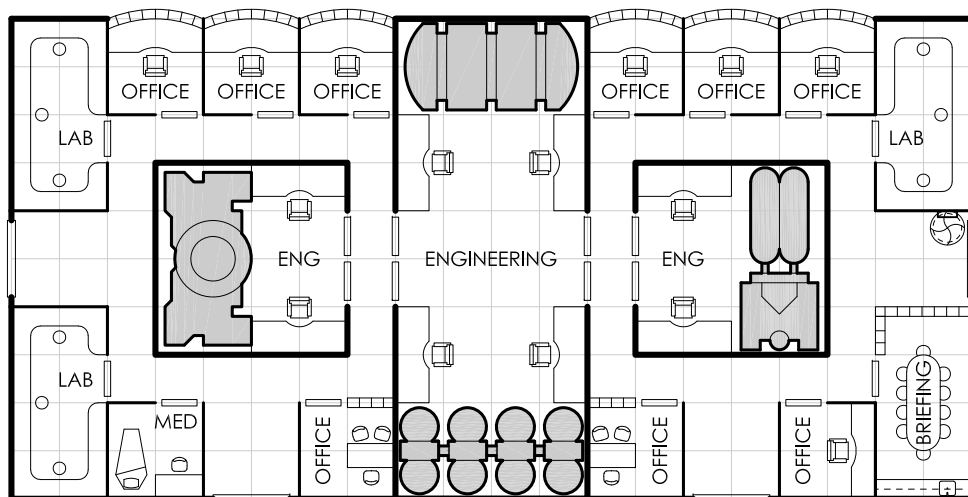 OFFICE
OFFICE
OFFICE
OFFICE
OFFICE
OFFICE
LAB
LAB
ENG
ENGINEERING
ENG
LAB
MED
OFFICE
OFFICE
OFFICE
BRIEFING